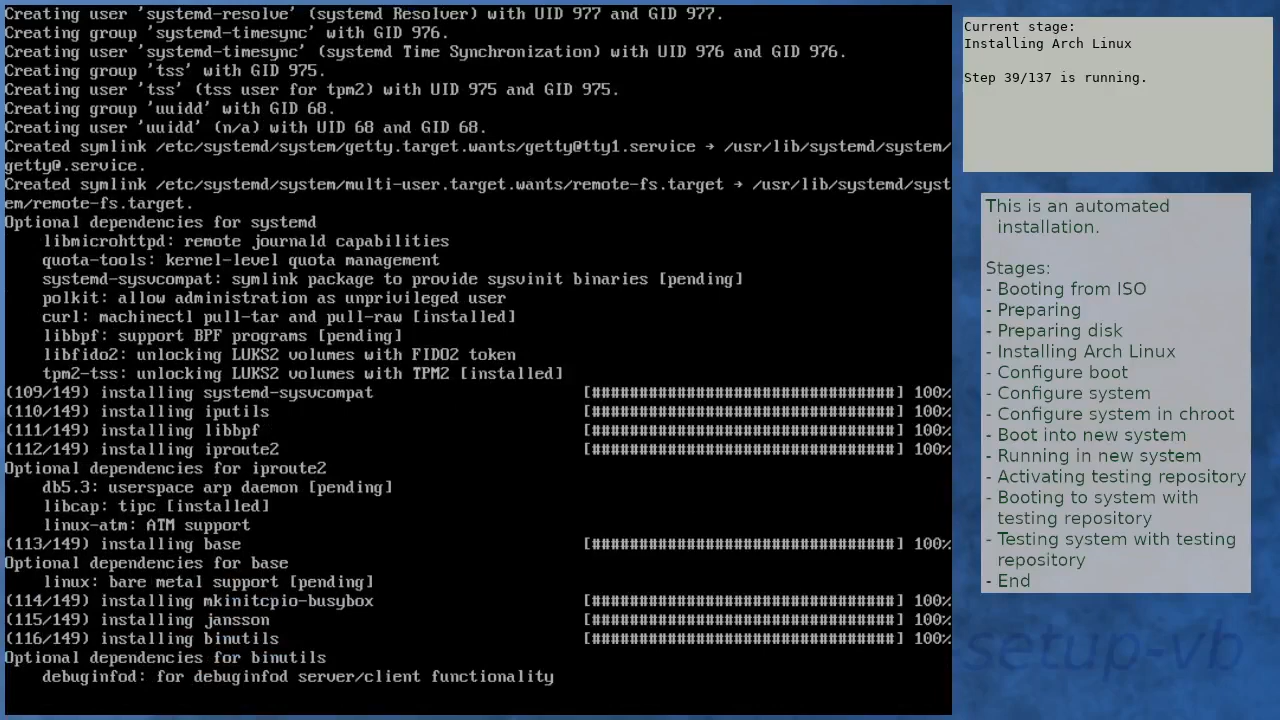 Creating user 'systemd-resolve' (systemd Resolver) with UID 977 and GID 977.
Creating group 'systemd-timesync' with GID 976.
Creating user 'systemd-timesync' (systemd Time Synchronization) with UID 976 and GID 976.
Creating group 'tss' with GID 975.
Creating user 'tss' (tss user for tpm2) with UID 975 and GID 975.
Creating group 'uuidd' with GID 68.
Creating user 'uuidd' (n/a) with UID 68 and GID 68.
Created symlink /etc/systemd/system/getty.target.wants/getty@tty1.service → /usr/lib/systemd/system/
getty@.service.
Created symlink /etc/systemd/system/multi-user.target.wants/remote-fs.target → /usr/lib/systemd/syst
em/remote-fs.target.
Optional dependencies for systemd
    libmicrohttpd: remote journald capabilities
    quota-tools: kernel-level quota management
    systemd-sysvcompat: symlink package to provide sysvinit binaries [pending]
    polkit: allow administration as unprivileged user
    curl: machinectl pull-tar and pull-raw [installed]
    libbpf: support BPF programs [pending]
    libfido2: unlocking LUKS2 volumes with FIDO2 token
    tpm2-tss: unlocking LUKS2 volumes with TPM2 [installed]
(109/149) installing systemd-sysvcompat [################################] 100%
(110/149) installing iputils [################################] 100%
(111/149) installing libbpf [################################] 100%
(112/149) installing iproute2 [################################] 100%
Optional dependencies for iproute2
    db5.3: userspace arp daemon [pending]
    libcap: tipc [installed]
    linux-atm: ATM support
(113/149) installing base [################################] 100%
Optional dependencies for base
    linux: bare metal support [pending]
(114/149) installing mkinitcpio-busybox [################################] 100%
(115/149) installing jansson [################################] 100%
(116/149) installing binutils [################################] 100%
Optional dependencies for binutils
    debuginfod: for debuginfod server/client functionality
Current stage:
Installing Arch Linux
Step 39/137 is running.
This is an automated
installation.
Stages:
- Booting from ISO
- Preparing
- Preparing disk
- Installing Arch Linux
- Configure boot
- Configure system
- Configure system in chroot
- Boot into new system
- Running in new system
- Activating testing repository
- Booting to system with
testing repository
- Testing system with testing
repository
- End
setup-vb